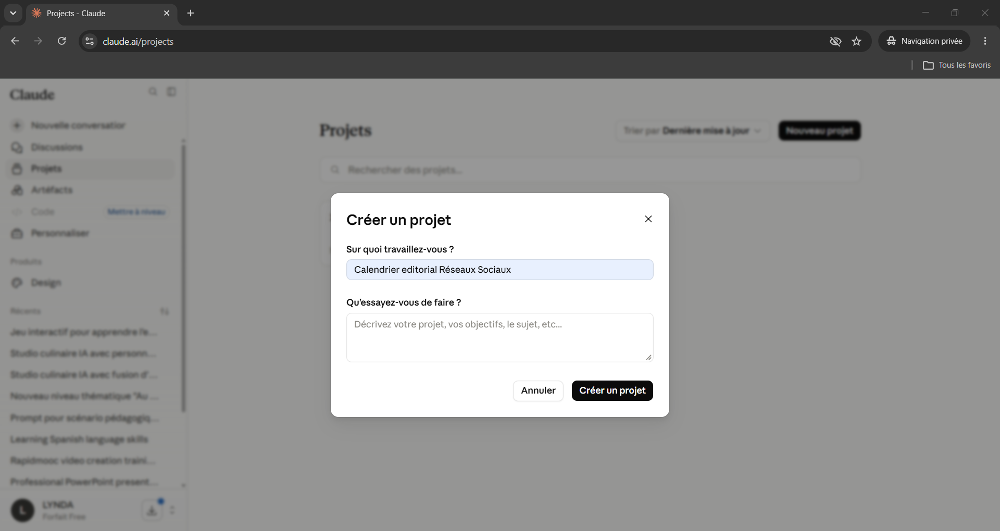 Projects - Claude
claude.ai/projects
Navigation privée
Tous les favoris
Claude
Nouvelle conversation
Discussions
Projets
Artéfacts
Code
Mettre à niveau
Personnaliser
Produits
Design
Récents
Jeu interactif pour apprendre l'e...
Studio culinaire IA avec personn...
Studio culinaire IA avec fusion d'...
Nouveau niveau thématique "Au ...
Prompt pour scénario pédagogiq...
Learning Spanish language skills
Rapidmooc video creation traini...
Professional PowerPoint present...
L
LYNDA
Forfait Free
Projets
Trier par Dernière mise à jour
Nouveau projet
Rechercher des projets...
Créer un projet
Sur quoi travaillez-vous ?
Calendrier editorial Réseaux Sociaux
Qu'essayez-vous de faire ?
Décrivez votre projet, vos objectifs, le sujet, etc...
Annuler
Créer un projet